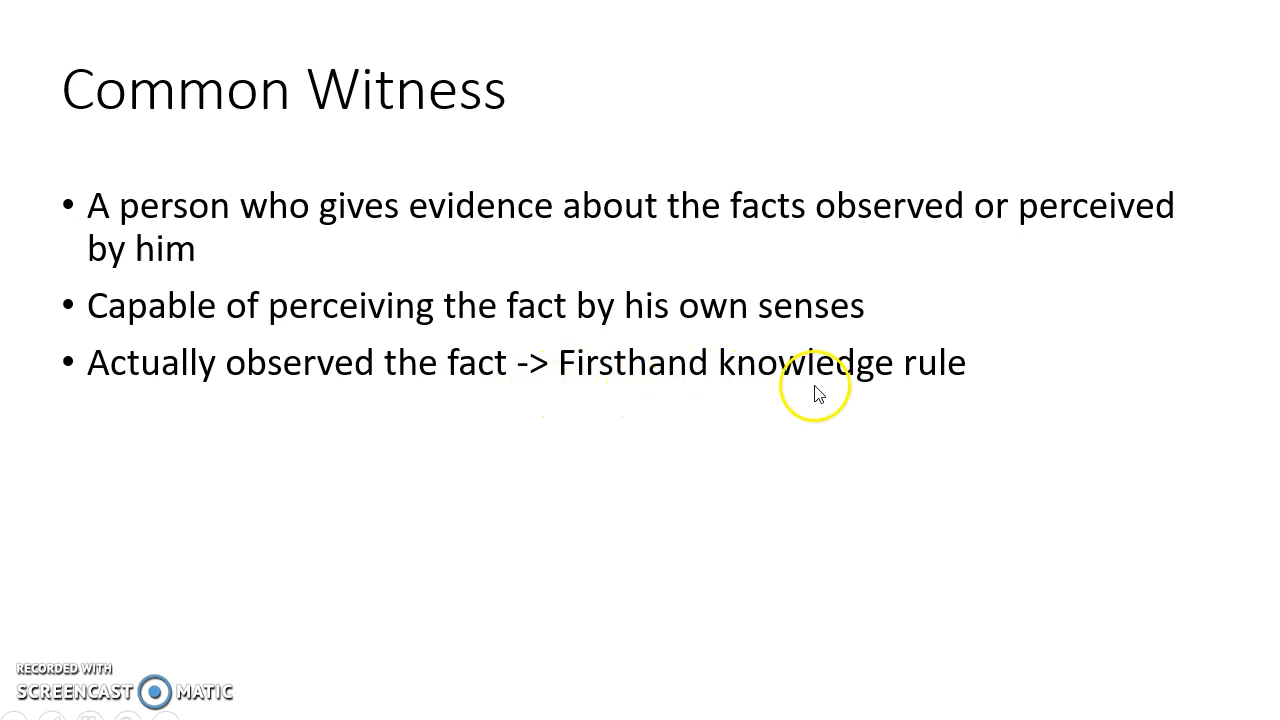 Common Witness
• A person who gives evidence about the facts observed or perceived
by him
• Capable of perceiving the fact by his own senses
• Actually observed the fact -> Firsthand knowledge rule
RECORDED WITH
SCREENCAST MATIC